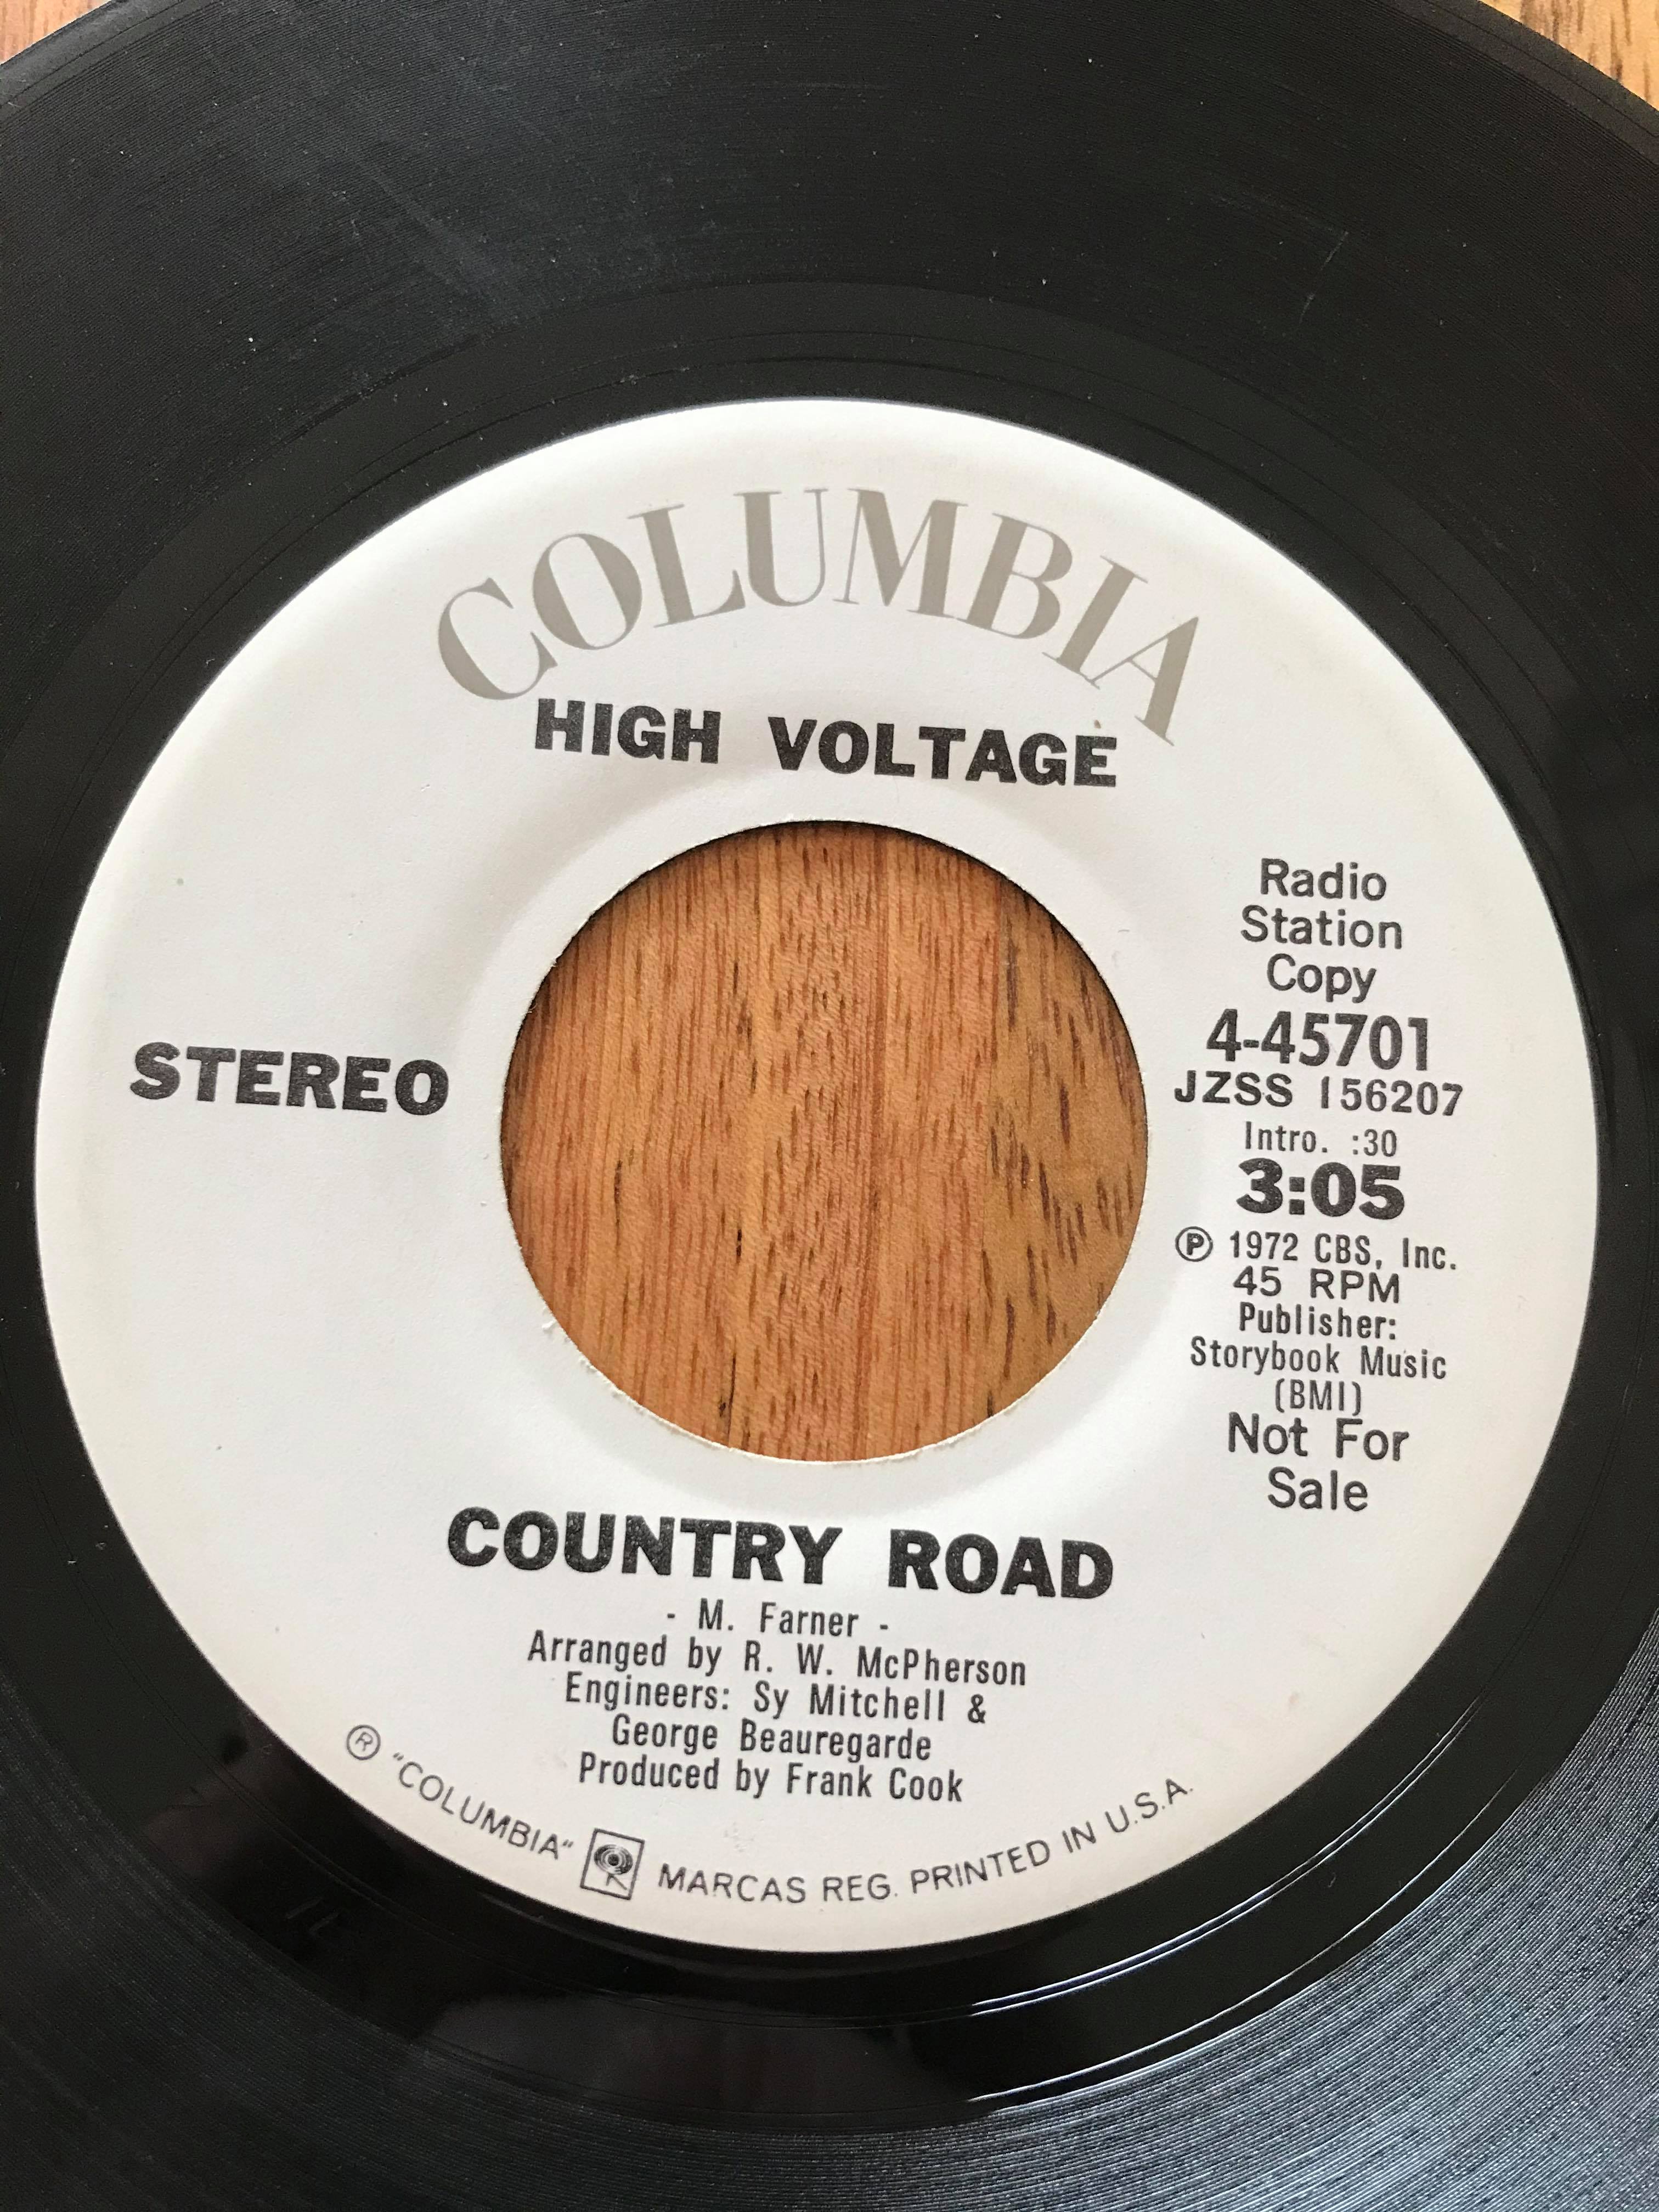 COLUMBIA
HIGH VOLTAGE
STEREO
Radio
Station
Copy
4-45701
JZSS 156207
Intro. :30
3:05
Ⓟ 1972 CBS, Inc.
45 RPM
Publisher:
Storybook Music
(BMI)
Not For
Sale
COUNTRY ROAD
- M. Farner -
Arranged by R. W. McPherson
Engineers: Sy Mitchell &
George Beauregarde
Produced by Frank Cook
® "COLUMBIA" MARCAS REG. PRINTED IN U.S.A.